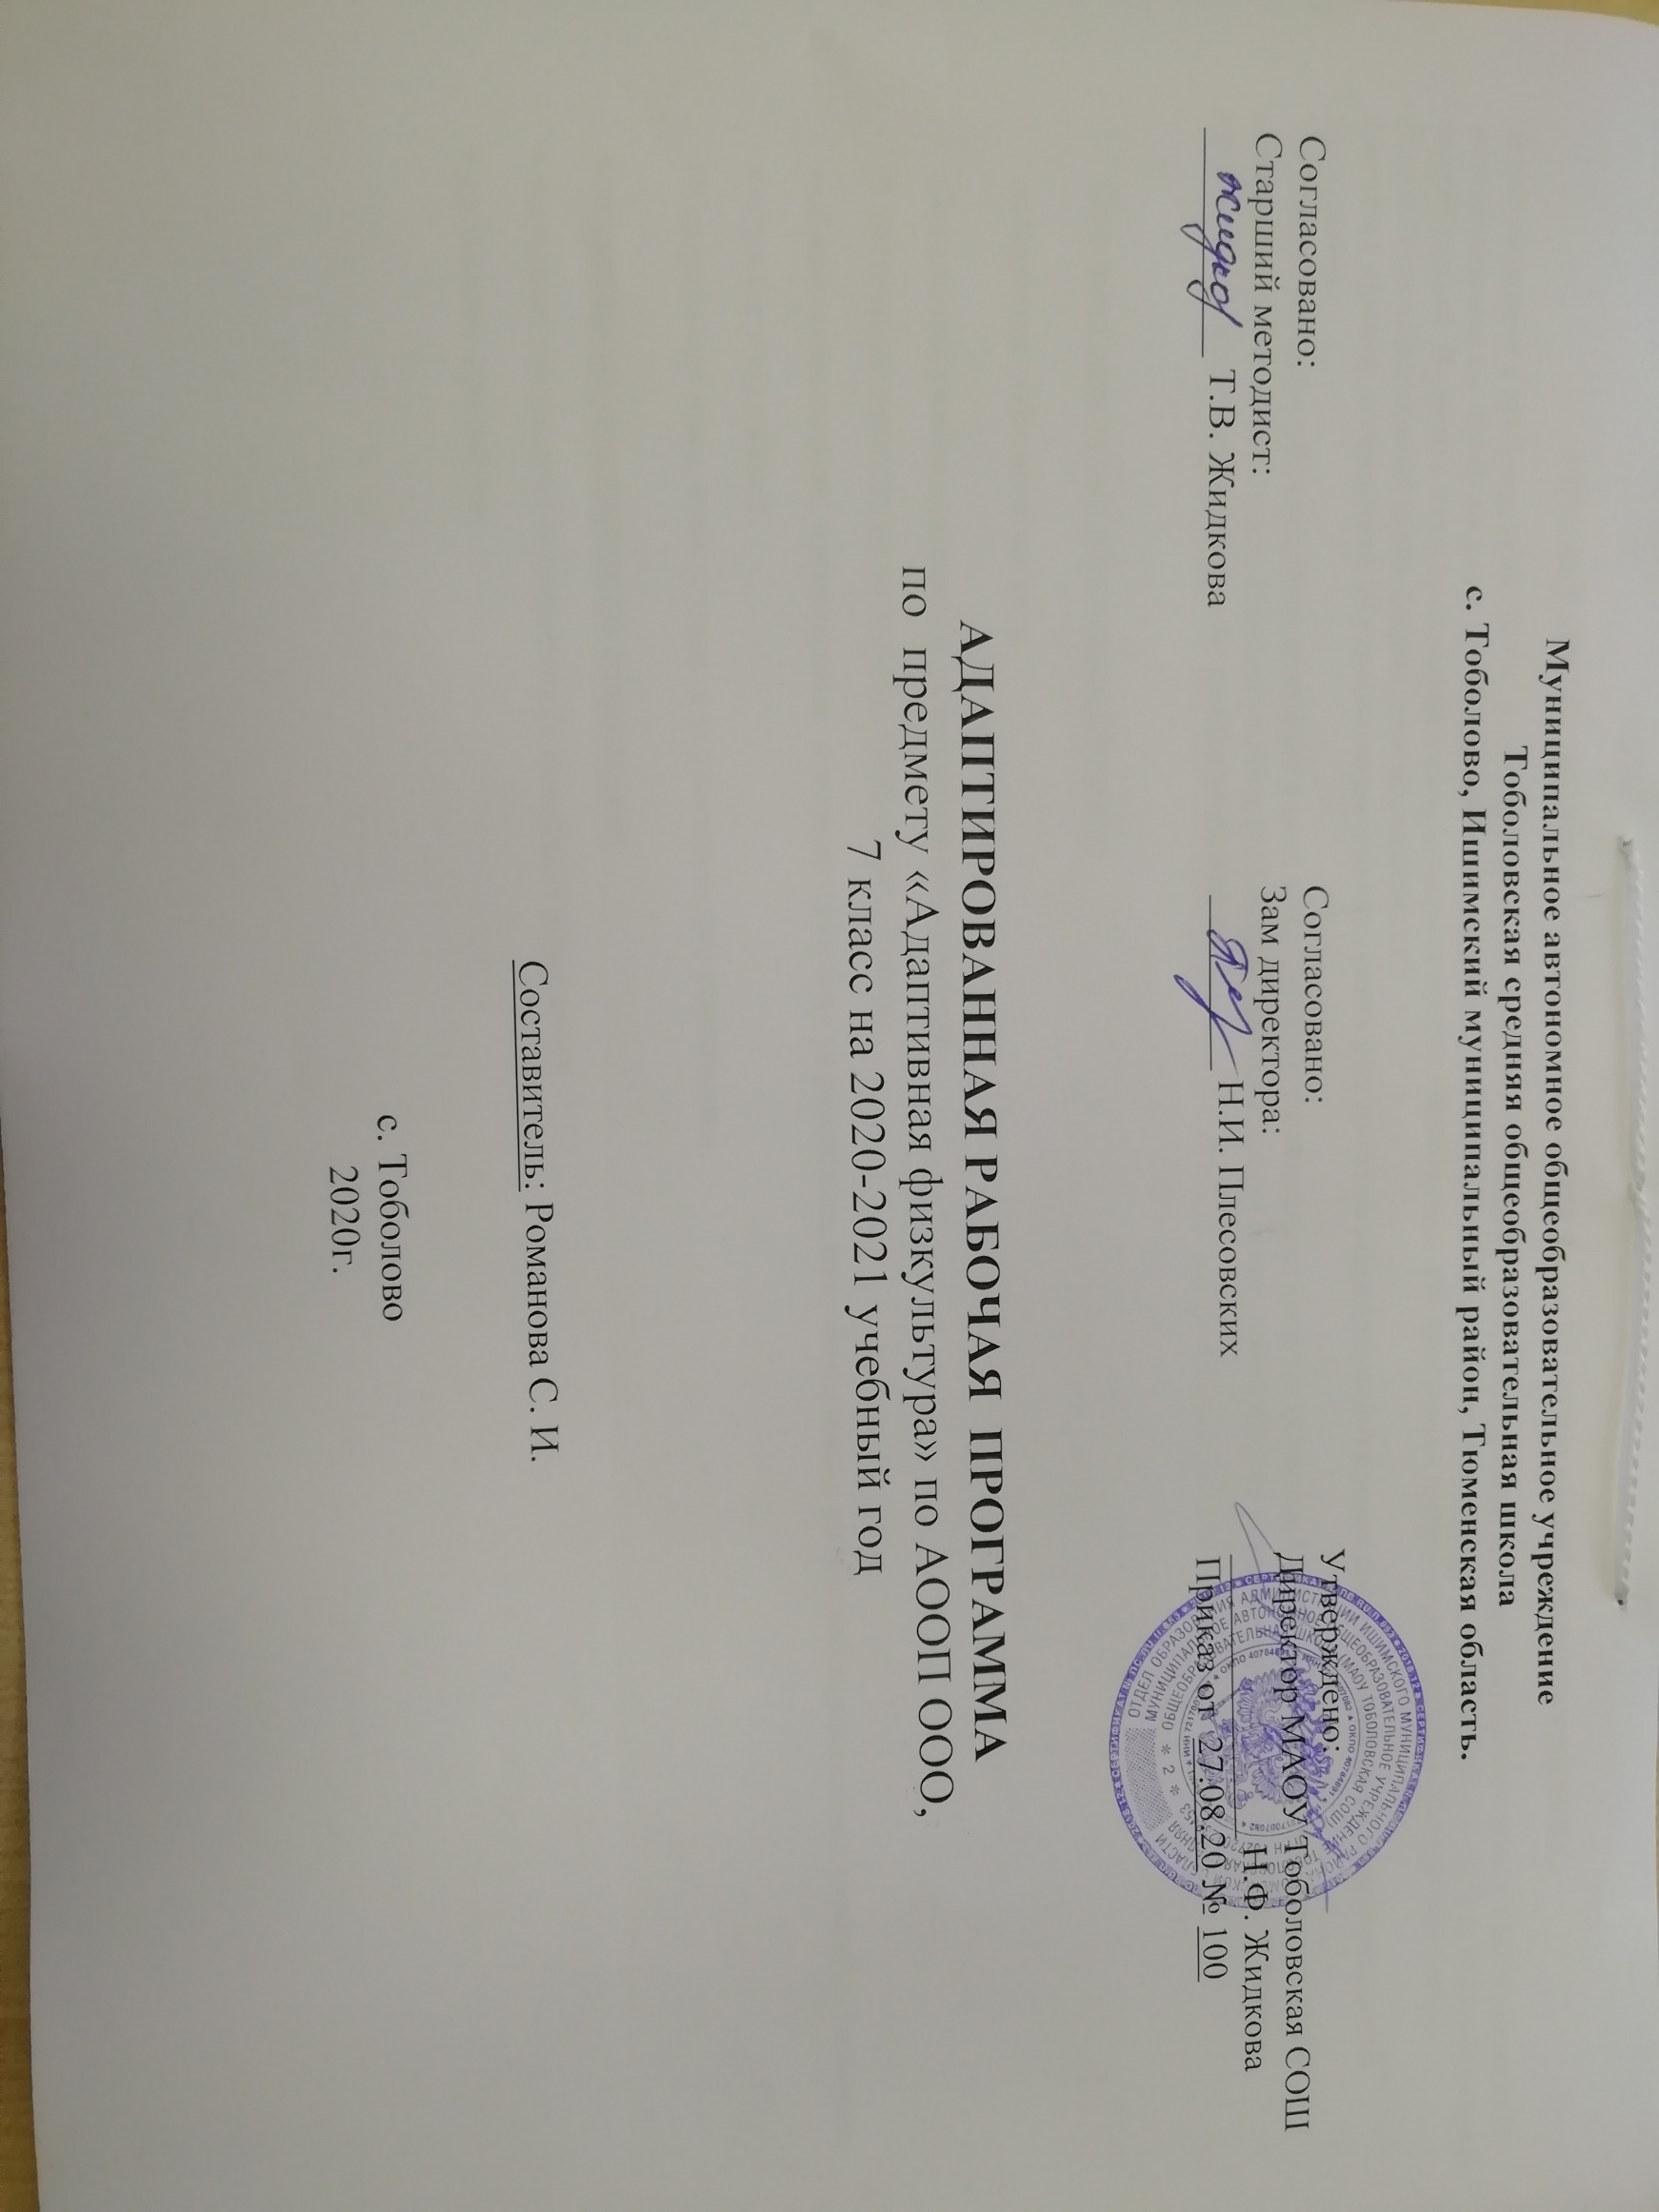 Муниципальное автономное общеобразовательное учреждение
Тоболовская средняя общеобразовательная школа
с. Тоболово, Ишимский муниципальный район, Тюменская область.
Согласовано:
Старший методист:
Т.В. Жидкова
Согласовано:
Зам директора:
Н.И. Плесовских
Утверждено:
Директор МАОУ Тоболовская СОШ
Н.Ф. Жидкова
Приказ от 27.08.20 № 100
АДАПТИРОВАННАЯ РАБОЧАЯ ПРОГРАММА
по предмету «Адаптивная физкультура» по АООП ООО,
7 класс на 2020-2021 учебный год
Составитель: Романова С. И.
с. Тоболово
2020г.